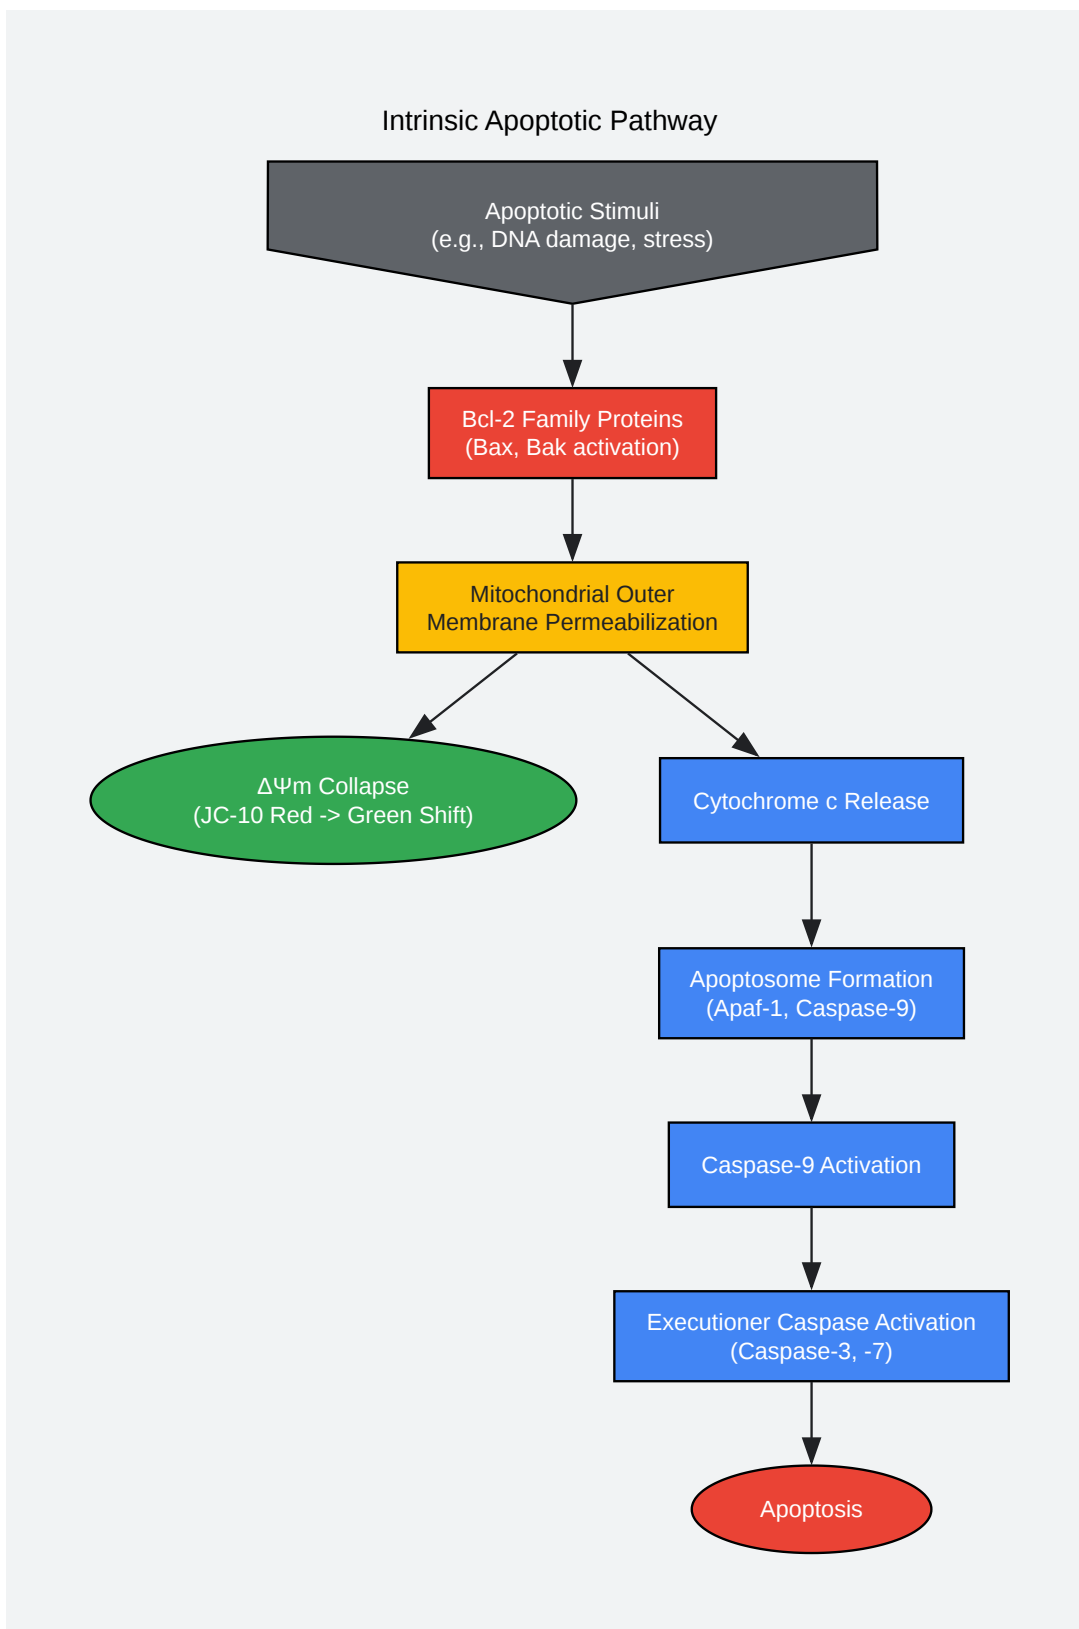 Intrinsic Apoptotic Pathway
Apoptotic Stimuli
(e.g., DNA damage, stress)
Bcl-2 Family Proteins
(Bax, Bak activation)
Mitochondrial Outer
Membrane Permeabilization
ΔΨm Collapse
(JC-10 Red -> Green Shift)
Cytochrome c Release
Apoptosome Formation
(Apaf-1, Caspase-9)
Caspase-9 Activation
Executioner Caspase Activation
(Caspase-3, -7)
Apoptosis